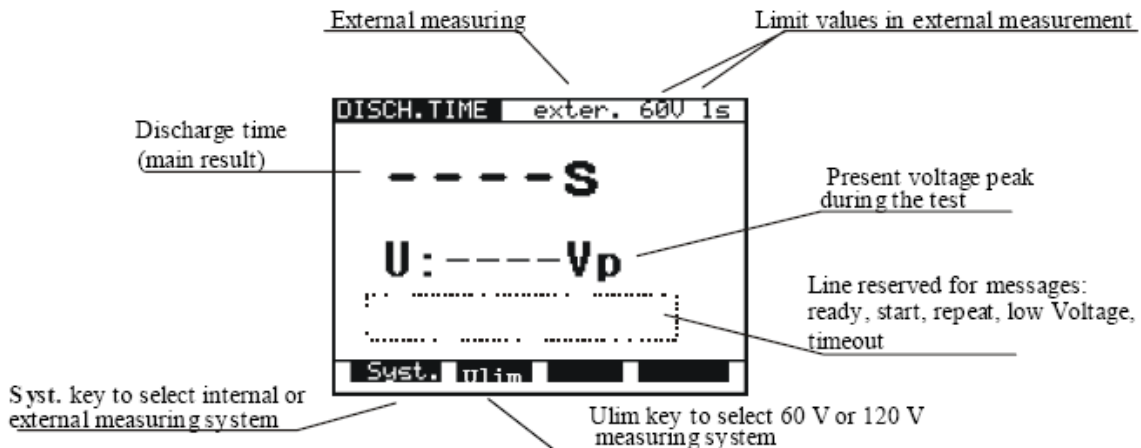 External measuring
Limit values in external measurement
DISCH.TIME exter. 60V 1s
Discharge time
(main result)
----S
Present voltage peak
during the test
U:----Vp
Line reserved for messages:
ready, start, repeat, low Voltage,
timeout
Syst. Ulim
Syst. key to select internal or
external measuring system
Ulim key to select 60 V or 120 V
measuring system